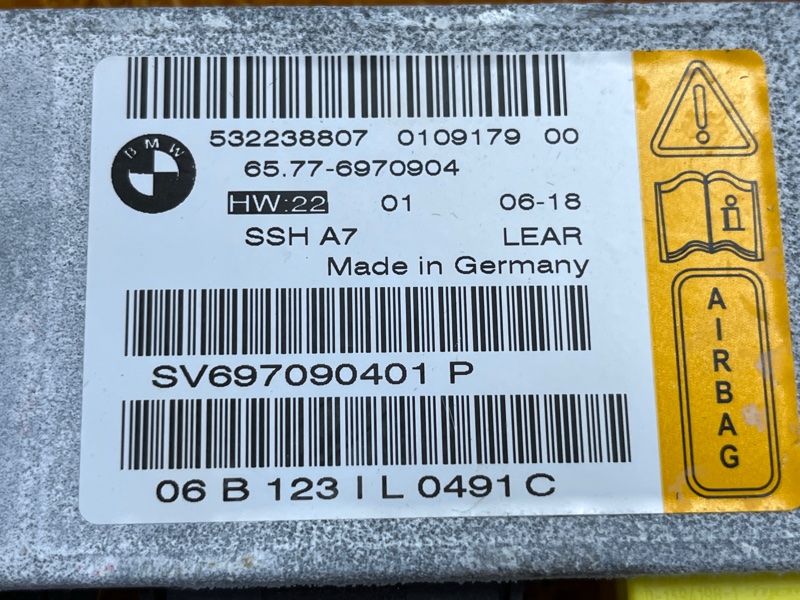 532238807 0109179 00
BMW
65.77-6970904
HW:22 01 06-18
SSH A7 LEAR
Made in Germany
SV697090401 P
06 B 123 I L 0491 C
i
AIRBAG